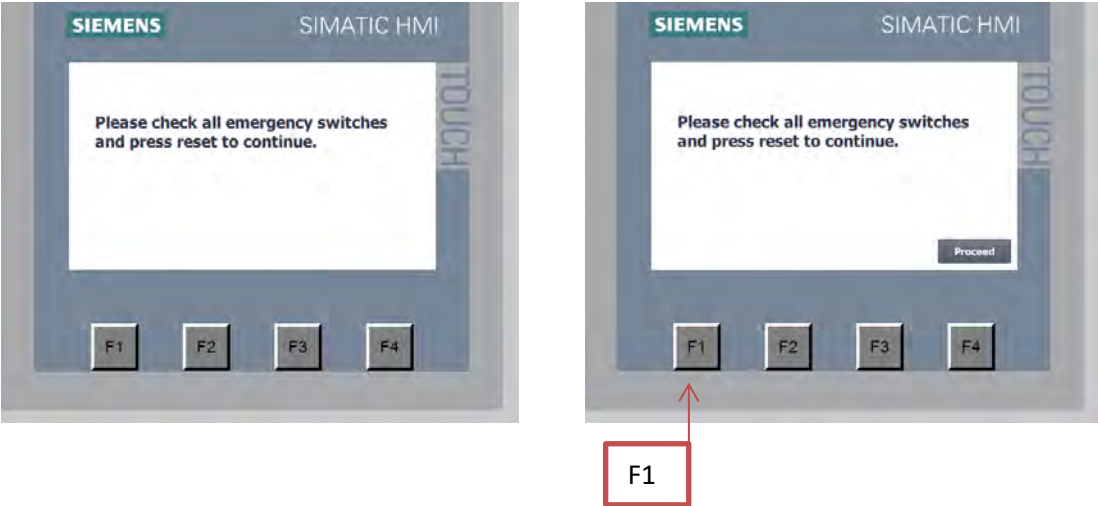 SIEMENS SIMATIC HMI
TOUCH
Please check all emergency switches
and press reset to continue.
F1 F2 F3 F4
SIEMENS SIMATIC HMI
TOUCH
Please check all emergency switches
and press reset to continue.
Proceed
F1 F2 F3 F4
F1